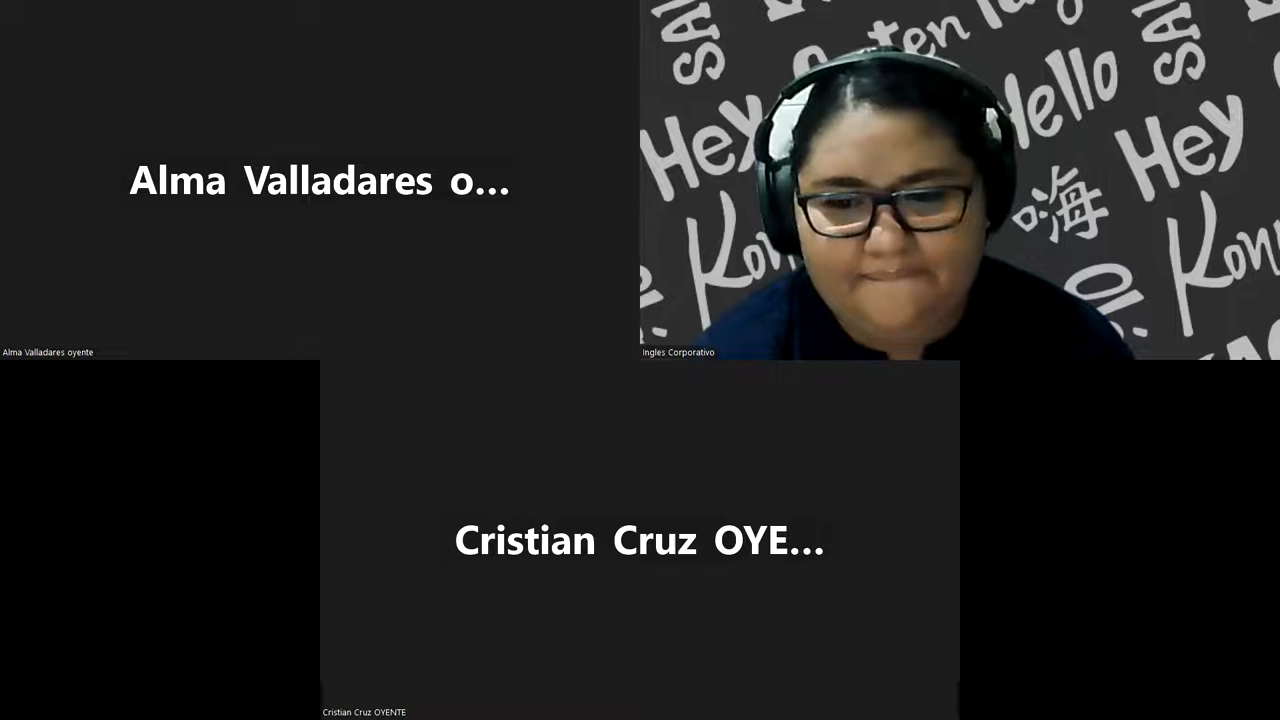 Alma Valladares o...
Alma Valladares oyente
Hey
Hello
Hey
嗨
Ingles Corporativo
Cristian Cruz OYE...
Cristian Cruz OYENTE